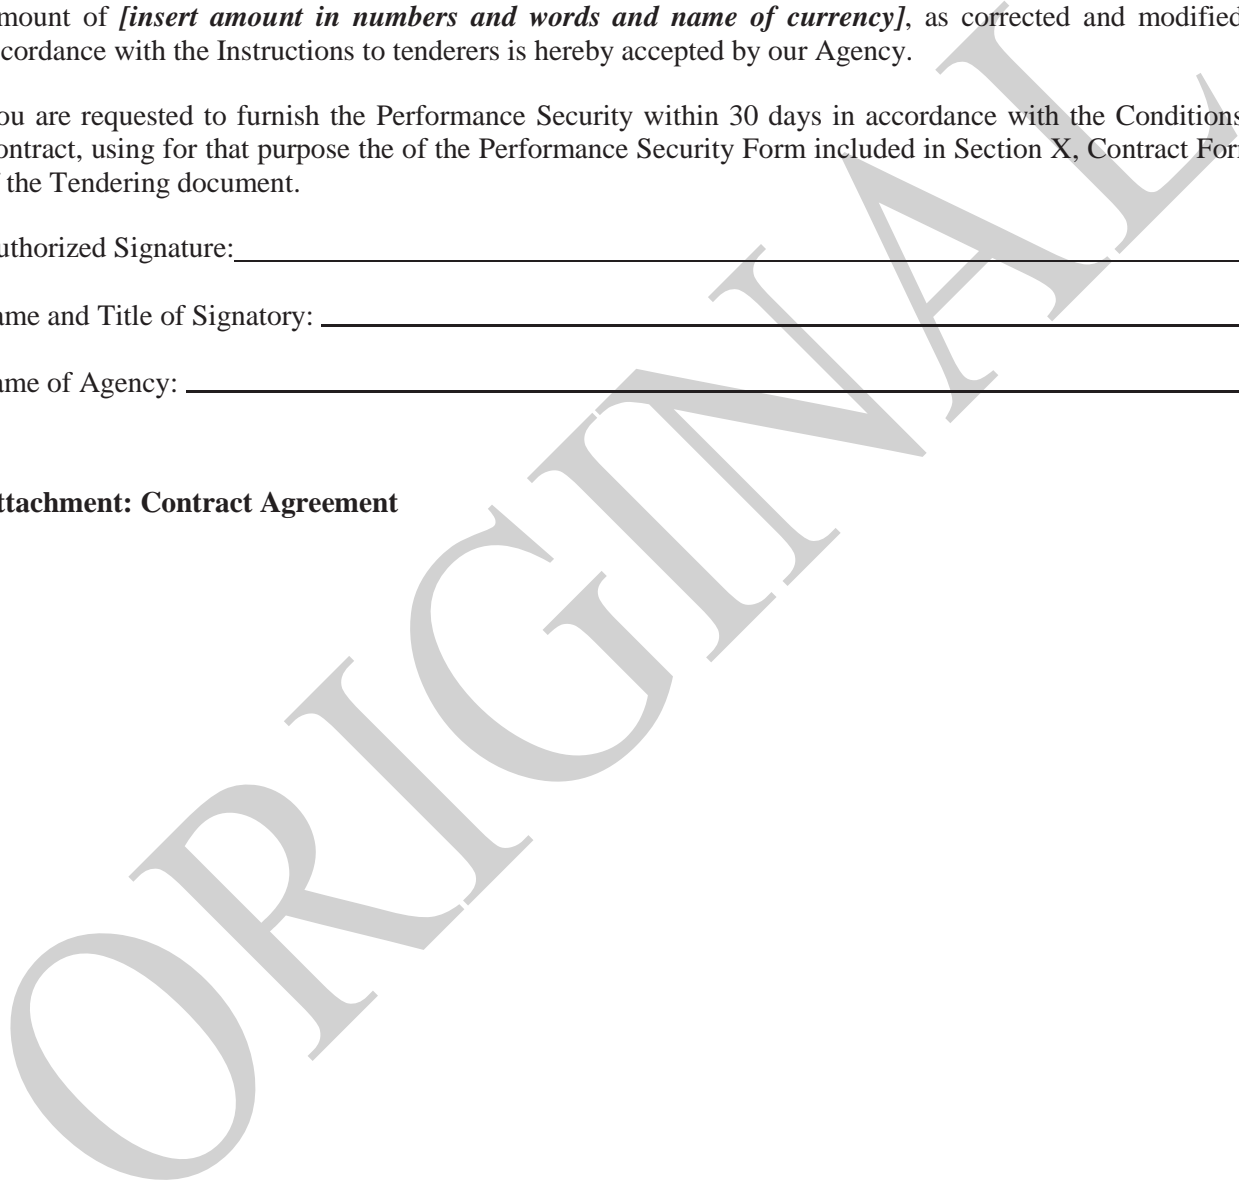 mount of [insert amount in numbers and words and name of currency], as corrected and modified
cordance with the Instructions to tenderers is hereby accepted by our Agency.
ou are requested to furnish the Performance Security within 30 days in accordance with the Conditions
ontract, using for that purpose the of the Performance Security Form included in Section X, Contract For
f the Tendering document.
uthorized Signature:
ame and Title of Signatory:
ame of Agency:
ttachment: Contract Agreement
ORIGINAL